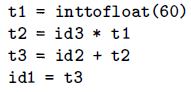 t1 = inttofloat(60)
t2 = id3 * t1
t3 = id2 + t2
id1 = t3